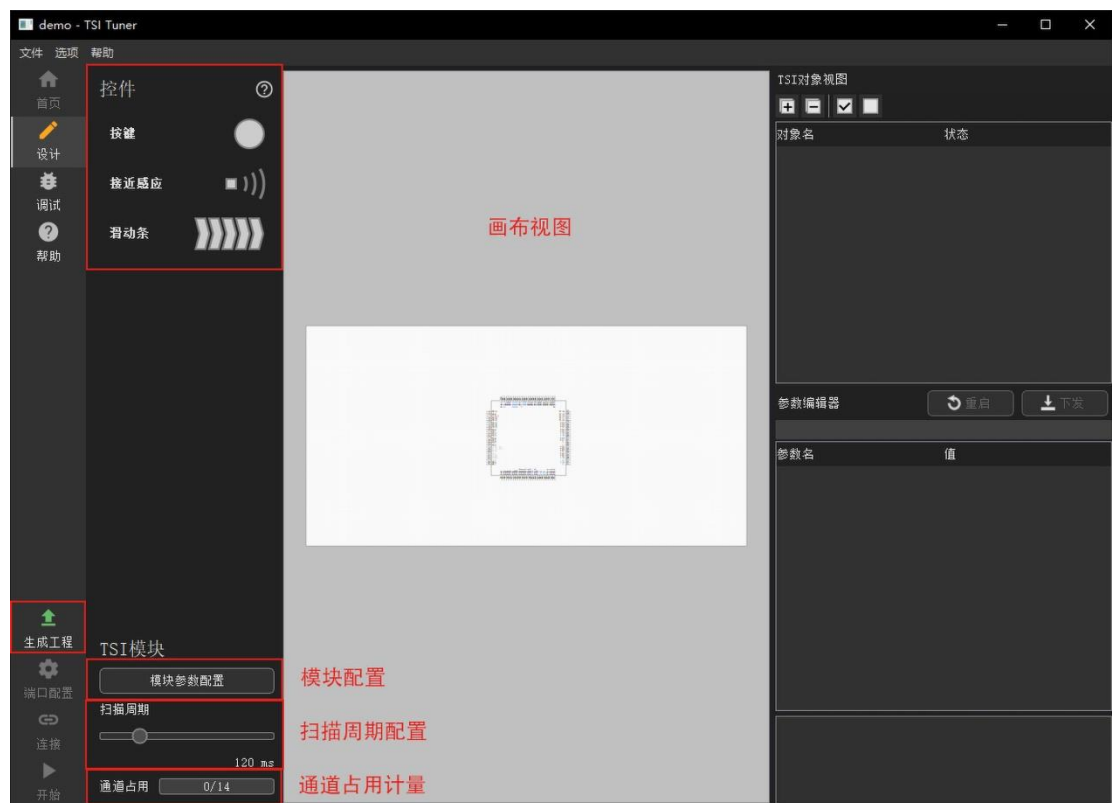 demo - TSI Tuner
文件 选项 帮助
首页
设计
调试
帮助
控件
按键
接近感应
滑动条
画布视图
TSI对象视图
对象名 状态
参数编辑器 重启 下发
参数名 值
生成工程
端口配置
连接
开始
TSI模块
模块参数配置
模块配置
扫描周期
120 ms
扫描周期配置
通道占用 0/14
通道占用计量